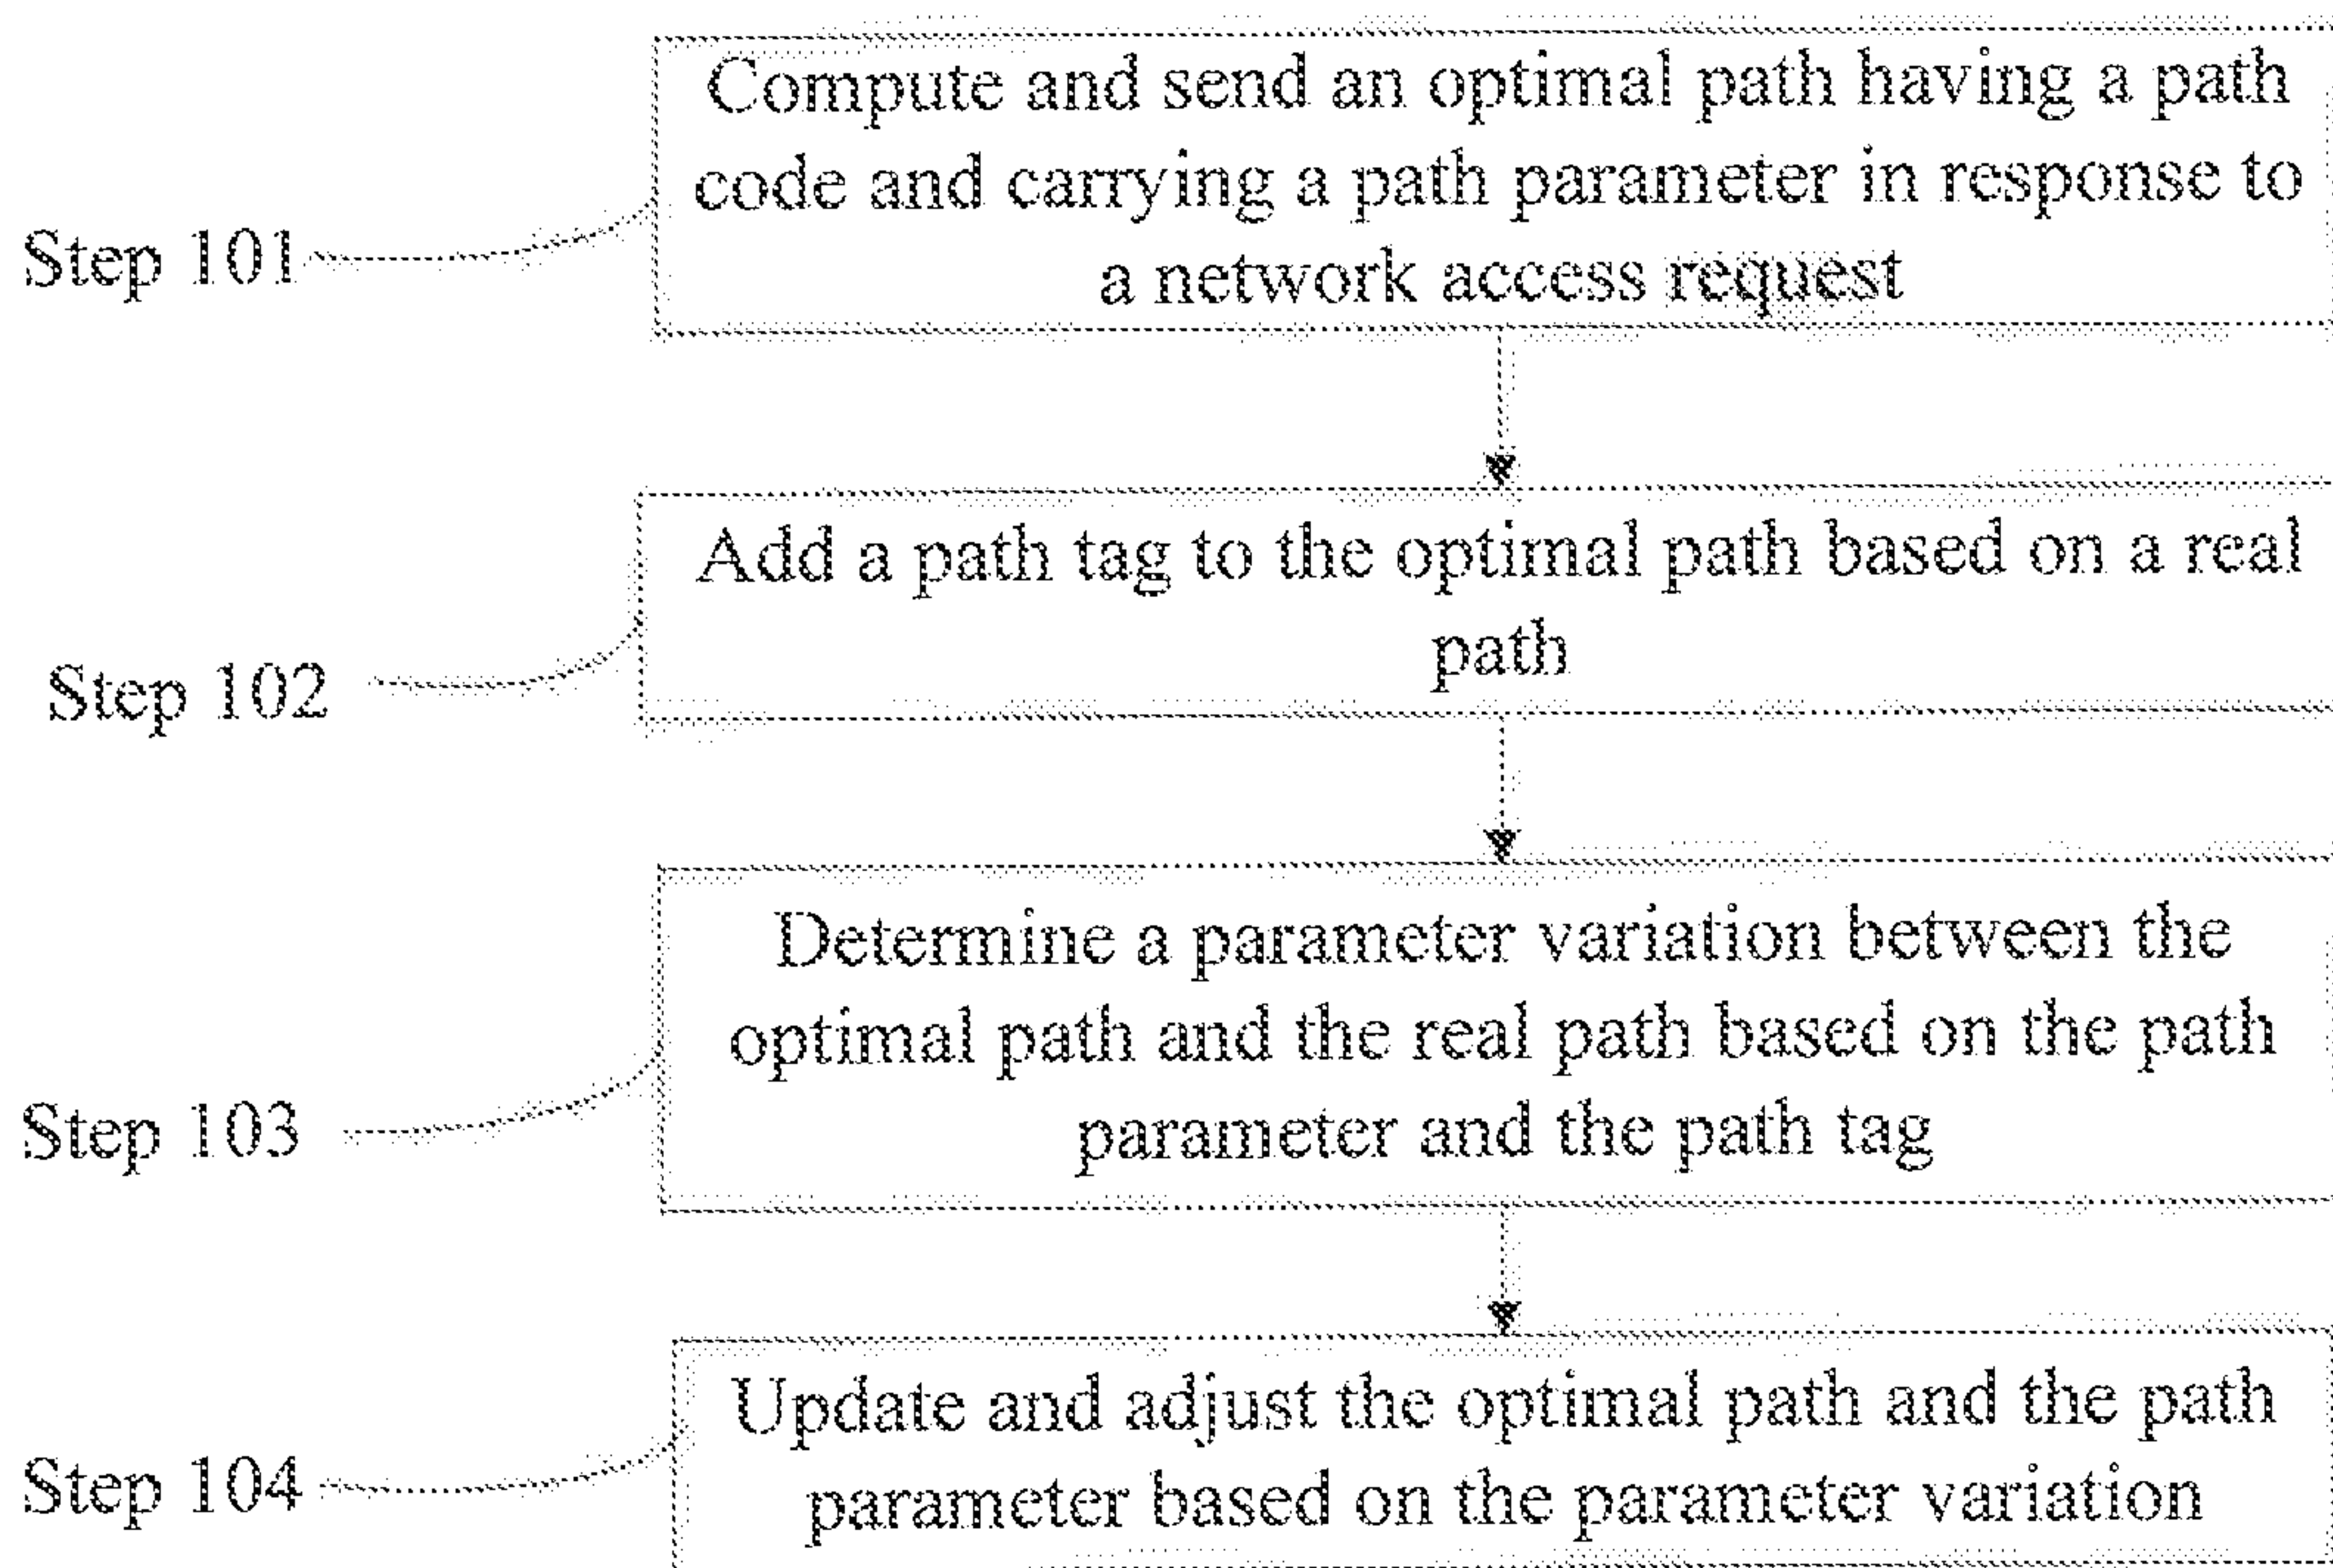 Compute and send an optimal path having a path
code and carrying a path parameter in response to
a network access request
Step 101
Add a path tag to the optimal path based on a real
path
Step 102
Determine a parameter variation between the
optimal path and the real path based on the path
parameter and the path tag
Step 103
Update and adjust the optimal path and the path
parameter based on the parameter variation
Step 104